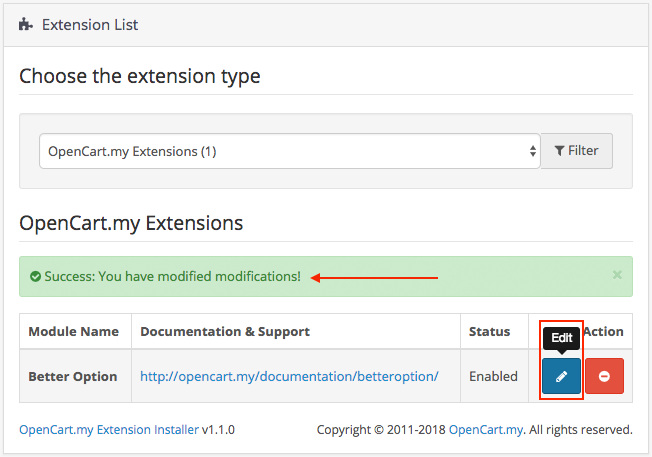 Extension List
Choose the extension type
OpenCart.my Extensions (1)
Filter
OpenCart.my Extensions
Success: You have modified modifications!
×
Module Name Documentation & Support Status Action
Edit
Better Option http://opencart.my/documentation/betteroption/ Enabled
OpenCart.my Extension Installer v1.1.0 Copyright © 2011-2018 OpenCart.my. All rights reserved.